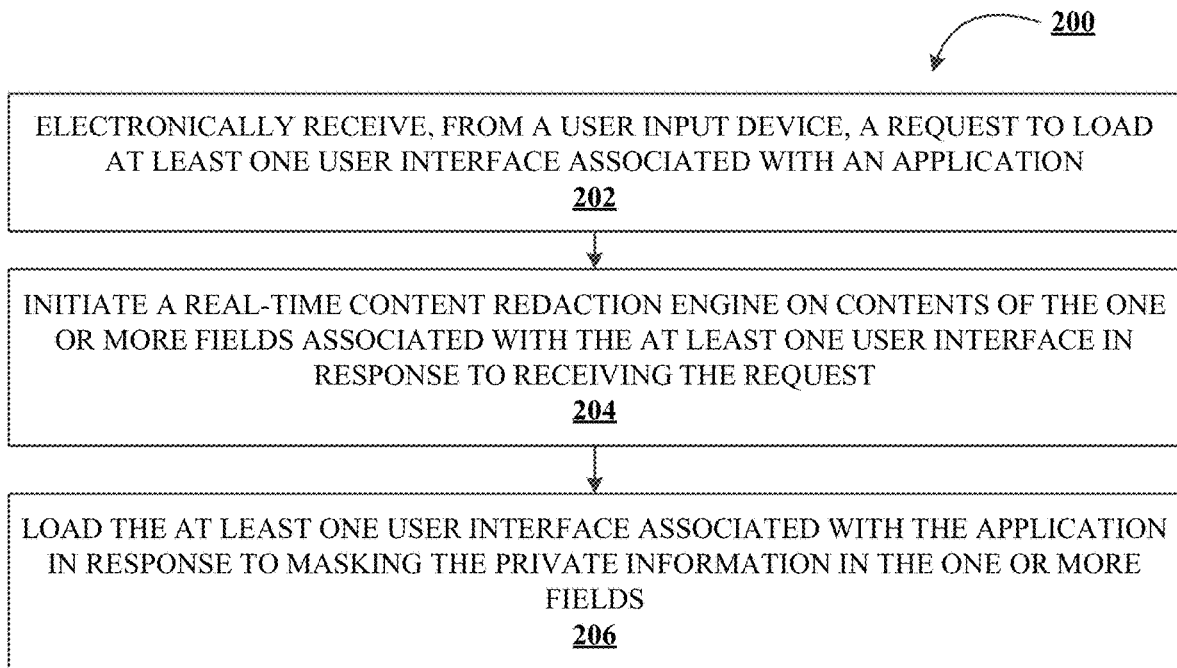 200
ELECTRONICALLY RECEIVE, FROM A USER INPUT DEVICE, A REQUEST TO LOAD
AT LEAST ONE USER INTERFACE ASSOCIATED WITH AN APPLICATION
202
INITIATE A REAL-TIME CONTENT REDACTION ENGINE ON CONTENTS OF THE ONE
OR MORE FIELDS ASSOCIATED WITH THE AT LEAST ONE USER INTERFACE IN
RESPONSE TO RECEIVING THE REQUEST
204
LOAD THE AT LEAST ONE USER INTERFACE ASSOCIATED WITH THE APPLICATION
IN RESPONSE TO MASKING THE PRIVATE INFORMATION IN THE ONE OR MORE
FIELDS
206